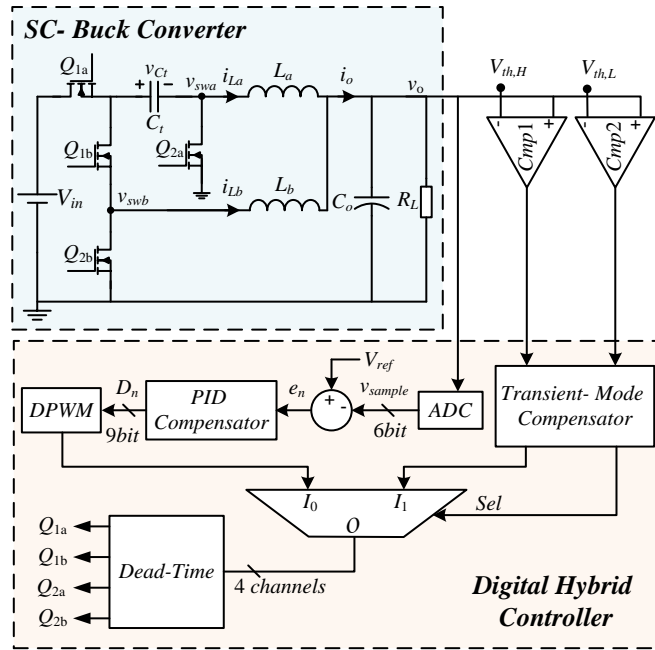 SC- Buck Converter
Q1a
+ vCt -
Ct
vswa
iLa
La
io
vo
Vth,H
Vth,L
- +
Cmp1
- +
Cmp2
Q1b
Q2a
Vin
vswb
iLb
Lb
Co
RL
Q2b
DPWM
Dn
9bit
PID
Compensator
en
Vref
+ -
vsample
6bit
ADC
Transient- Mode
Compensator
I0
I1
O
Sel
Q1a
Q1b
Q2a
Q2b
Dead-Time
4 channels
Digital Hybrid
Controller